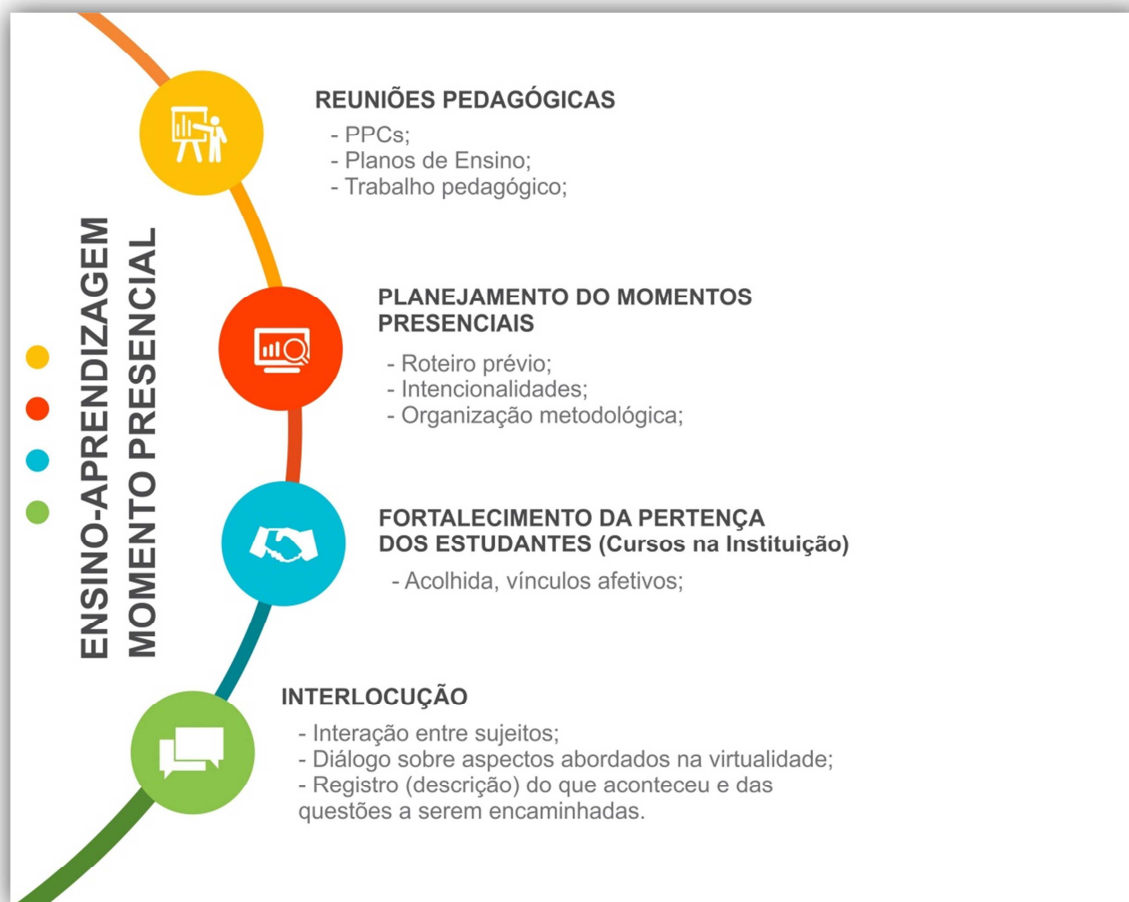 ENSINO-APRENDIZAGEM
MOMENTO PRESENCIAL
REUNIÕES PEDAGÓGICAS
- PPCs;
- Planos de Ensino;
- Trabalho pedagógico;
PLANEJAMENTO DO MOMENTOS
PRESENCIAIS
- Roteiro prévio;
- Intencionalidades;
- Organização metodológica;
FORTALECIMENTO DA PERTENÇA
DOS ESTUDANTES (Cursos na Instituição)
- Acolhida, vínculos afetivos;
INTERLOCUÇÃO
- Interação entre sujeitos;
- Diálogo sobre aspectos abordados na virtualidade;
- Registro (descrição) do que aconteceu e das
questões a serem encaminhadas.